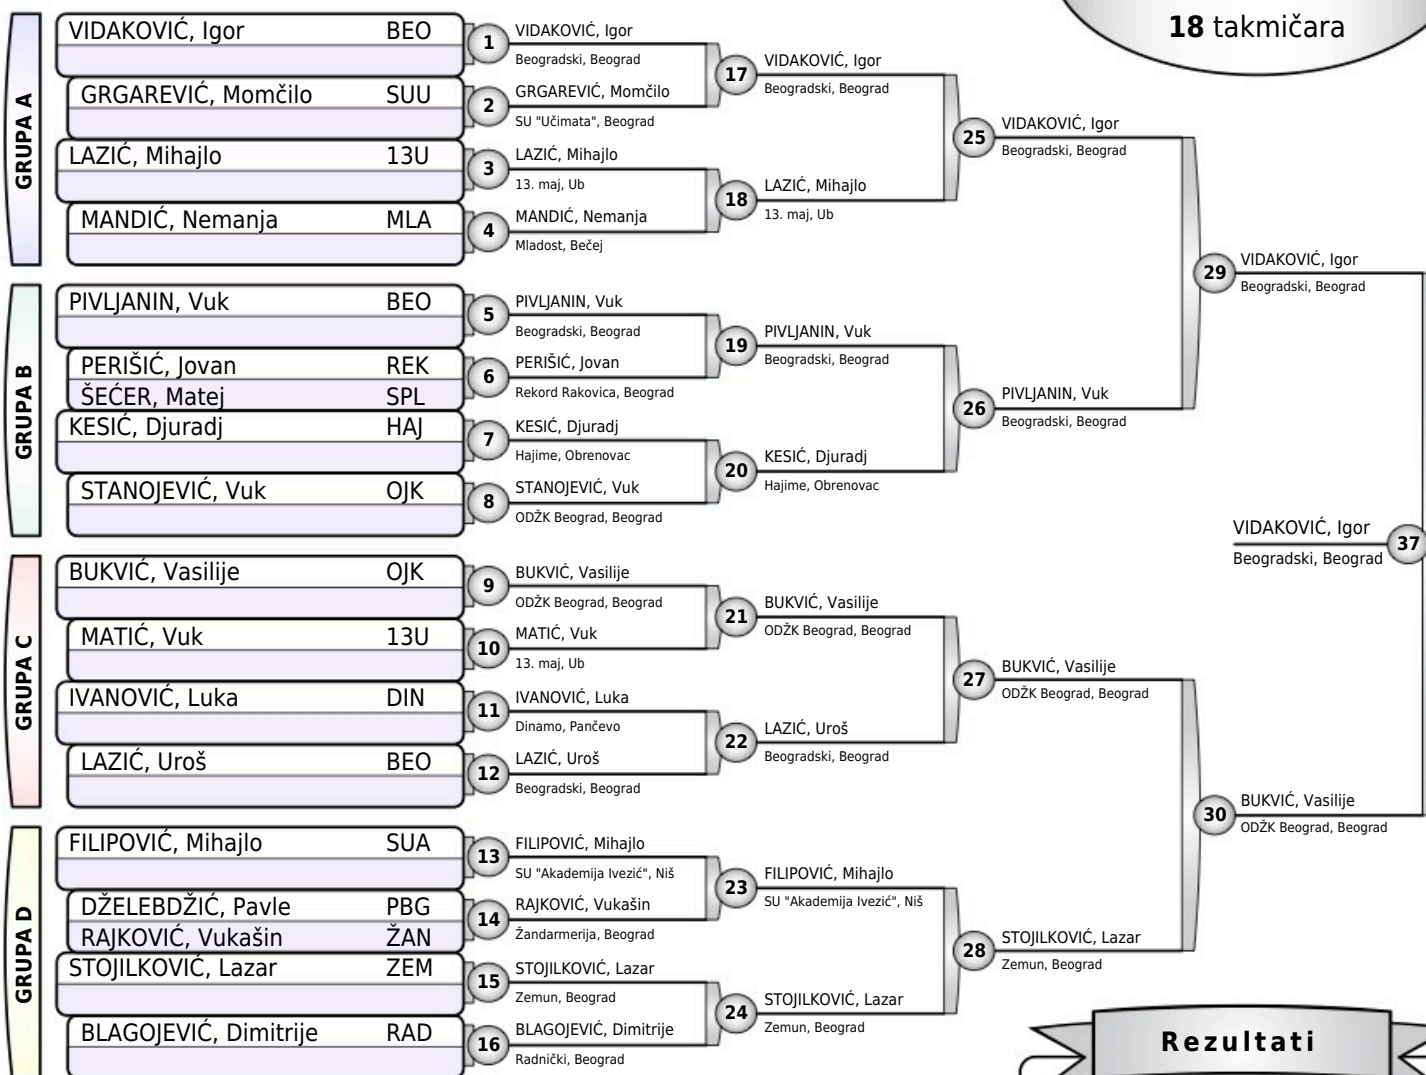 18 takmičara
GRUPA A
VIDAKOVIĆ, Igor BEO
GRGAREVIĆ, Momčilo SUU
LAZIĆ, Mihajlo 13U
MANDIĆ, Nemanja MLA
GRUPA B
PIVLJANIN, Vuk BEO
PERIŠIĆ, Jovan REK
ŠEĆER, Matej SPL
KESIĆ, Djuradj HAJ
STANOJEVIĆ, Vuk OJK
GRUPA C
BUKVIĆ, Vasilije OJK
MATIĆ, Vuk 13U
IVANOVIĆ, Luka DIN
LAZIĆ, Uroš BEO
GRUPA D
FILIPOVIĆ, Mihajlo SUA
DŽELEBDŽIĆ, Pavle PBG
RAJKOVIĆ, Vukašin ŽAN
STOJILKOVIĆ, Lazar ZEM
BLAGOJEVIĆ, Dimitrije RAD
1 VIDAKOVIĆ, Igor
Beogradski, Beograd
2 GRGAREVIĆ, Momčilo
SU "Učimata", Beograd
3 LAZIĆ, Mihajlo
13. maj, Ub
4 MANDIĆ, Nemanja
Mladost, Bečej
5 PIVLJANIN, Vuk
Beogradski, Beograd
6 PERIŠIĆ, Jovan
Rekord Rakovica, Beograd
7 KESIĆ, Djuradj
Hajime, Obrenovac
8 STANOJEVIĆ, Vuk
ODŽK Beograd, Beograd
9 BUKVIĆ, Vasilije
ODŽK Beograd, Beograd
10 MATIĆ, Vuk
13. maj, Ub
11 IVANOVIĆ, Luka
Dinamo, Pančevo
12 LAZIĆ, Uroš
Beogradski, Beograd
13 FILIPOVIĆ, Mihajlo
SU "Akademija Ivezić", Niš
14 RAJKOVIĆ, Vukašin
Žandarmerija, Beograd
15 STOJILKOVIĆ, Lazar
Zemun, Beograd
16 BLAGOJEVIĆ, Dimitrije
Radnički, Beograd
17 VIDAKOVIĆ, Igor
Beogradski, Beograd
18 LAZIĆ, Mihajlo
13. maj, Ub
19 PIVLJANIN, Vuk
Beogradski, Beograd
20 KESIĆ, Djuradj
Hajime, Obrenovac
21 BUKVIĆ, Vasilije
ODŽK Beograd, Beograd
22 LAZIĆ, Uroš
Beogradski, Beograd
23 FILIPOVIĆ, Mihajlo
SU "Akademija Ivezić", Niš
24 STOJILKOVIĆ, Lazar
Zemun, Beograd
25 VIDAKOVIĆ, Igor
Beogradski, Beograd
26 PIVLJANIN, Vuk
Beogradski, Beograd
27 BUKVIĆ, Vasilije
ODŽK Beograd, Beograd
28 STOJILKOVIĆ, Lazar
Zemun, Beograd
29 VIDAKOVIĆ, Igor
Beogradski, Beograd
30 BUKVIĆ, Vasilije
ODŽK Beograd, Beograd
VIDAKOVIĆ, Igor 37
Beogradski, Beograd
Rezultati